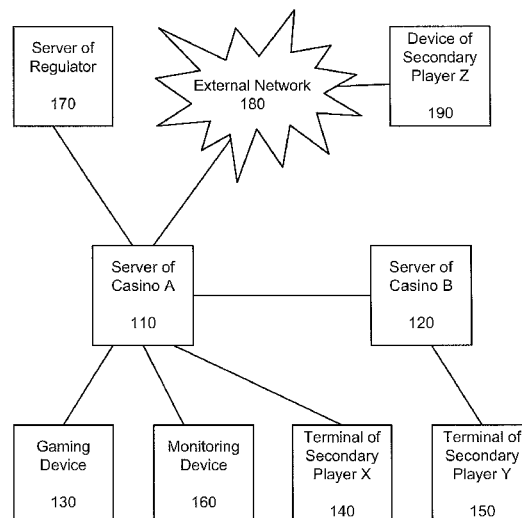 Server of
Regulator
170
External Network
180
Device of
Secondary
Player Z
190
Server of
Casino A
110
Server of
Casino B
120
Gaming
Device
130
Monitoring
Device
160
Terminal of
Secondary
Player X
140
Terminal of
Secondary
Player Y
150